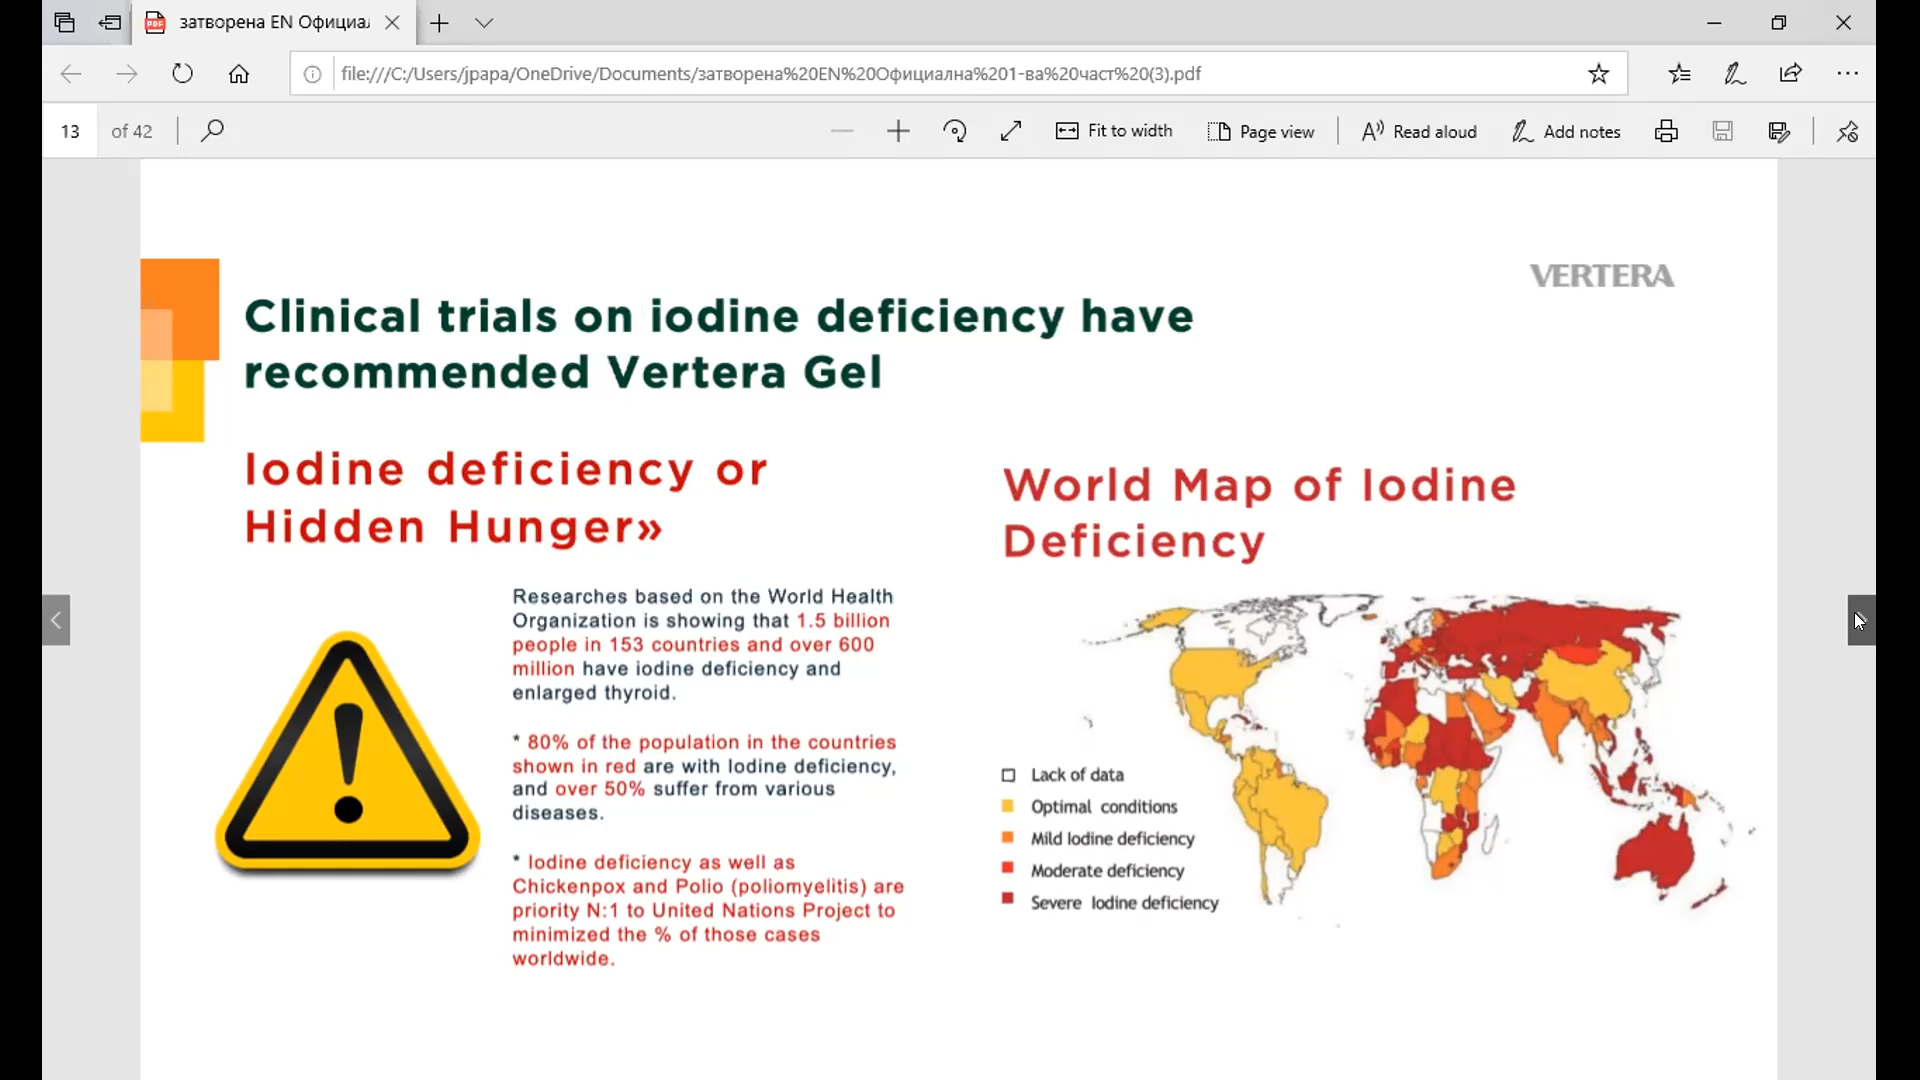 затворена EN Официал
file:///C:/Users/jpapa/OneDrive/Documents/затворена%20EN%20Официална%201-ва%20част%20(3).pdf
13 of 42
Fit to width
Page view
Read aloud
Add notes
VERTERA
Clinical trials on iodine deficiency have
recommended Vertera Gel
Iodine deficiency or
Hidden Hunger»
World Map of Iodine
Deficiency
Researches based on the World Health
Organization is showing that 1.5 billion
people in 153 countries and over 600
million have iodine deficiency and
enlarged thyroid.
* 80% of the population in the countries
shown in red are with Iodine deficiency,
and over 50% suffer from various
diseases.
* Iodine deficiency as well as
Chickenpox and Polio (poliomyelitis) are
priority N:1 to United Nations Project to
minimized the % of those cases
worldwide.
Lack of data
Optimal conditions
Mild Iodine deficiency
Moderate deficiency
Severe Iodine deficiency